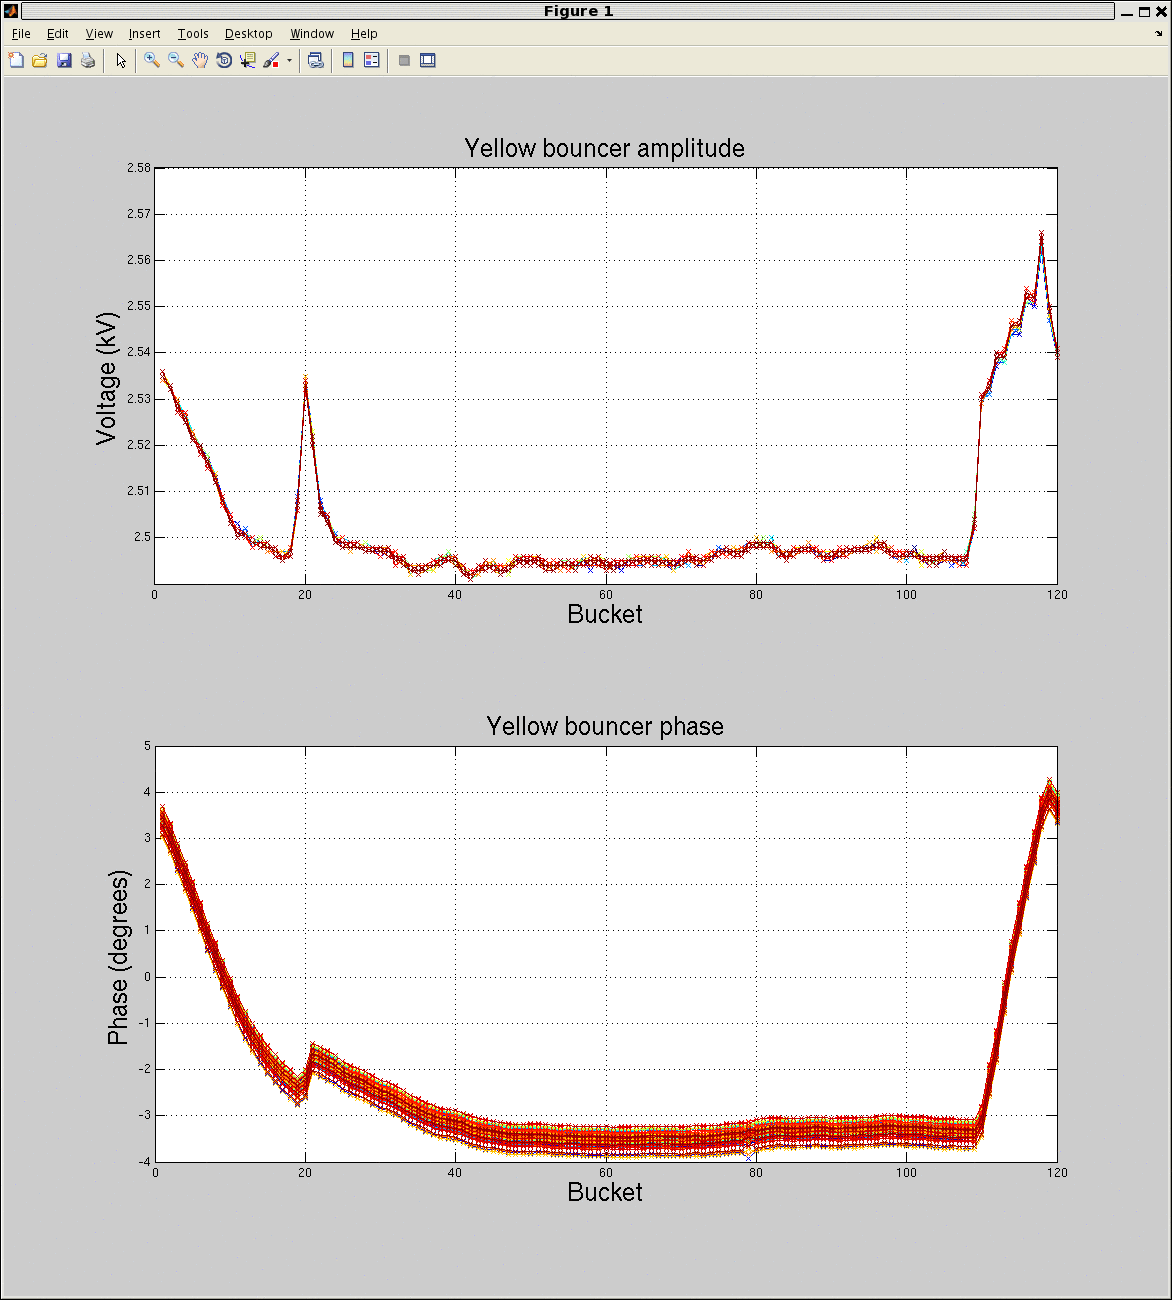 Figure 1
File Edit View Insert Tools Desktop Window Help
Yellow bouncer amplitude
2.58
2.57
2.56
2.55
2.54
2.53
2.52
2.51
2.5
Voltage (kV)
0 20 40 60 80 100 120
Bucket
Yellow bouncer phase
5
4
3
2
1
0
-1
-2
-3
-4
Phase (degrees)
0 20 40 60 80 100 120
Bucket